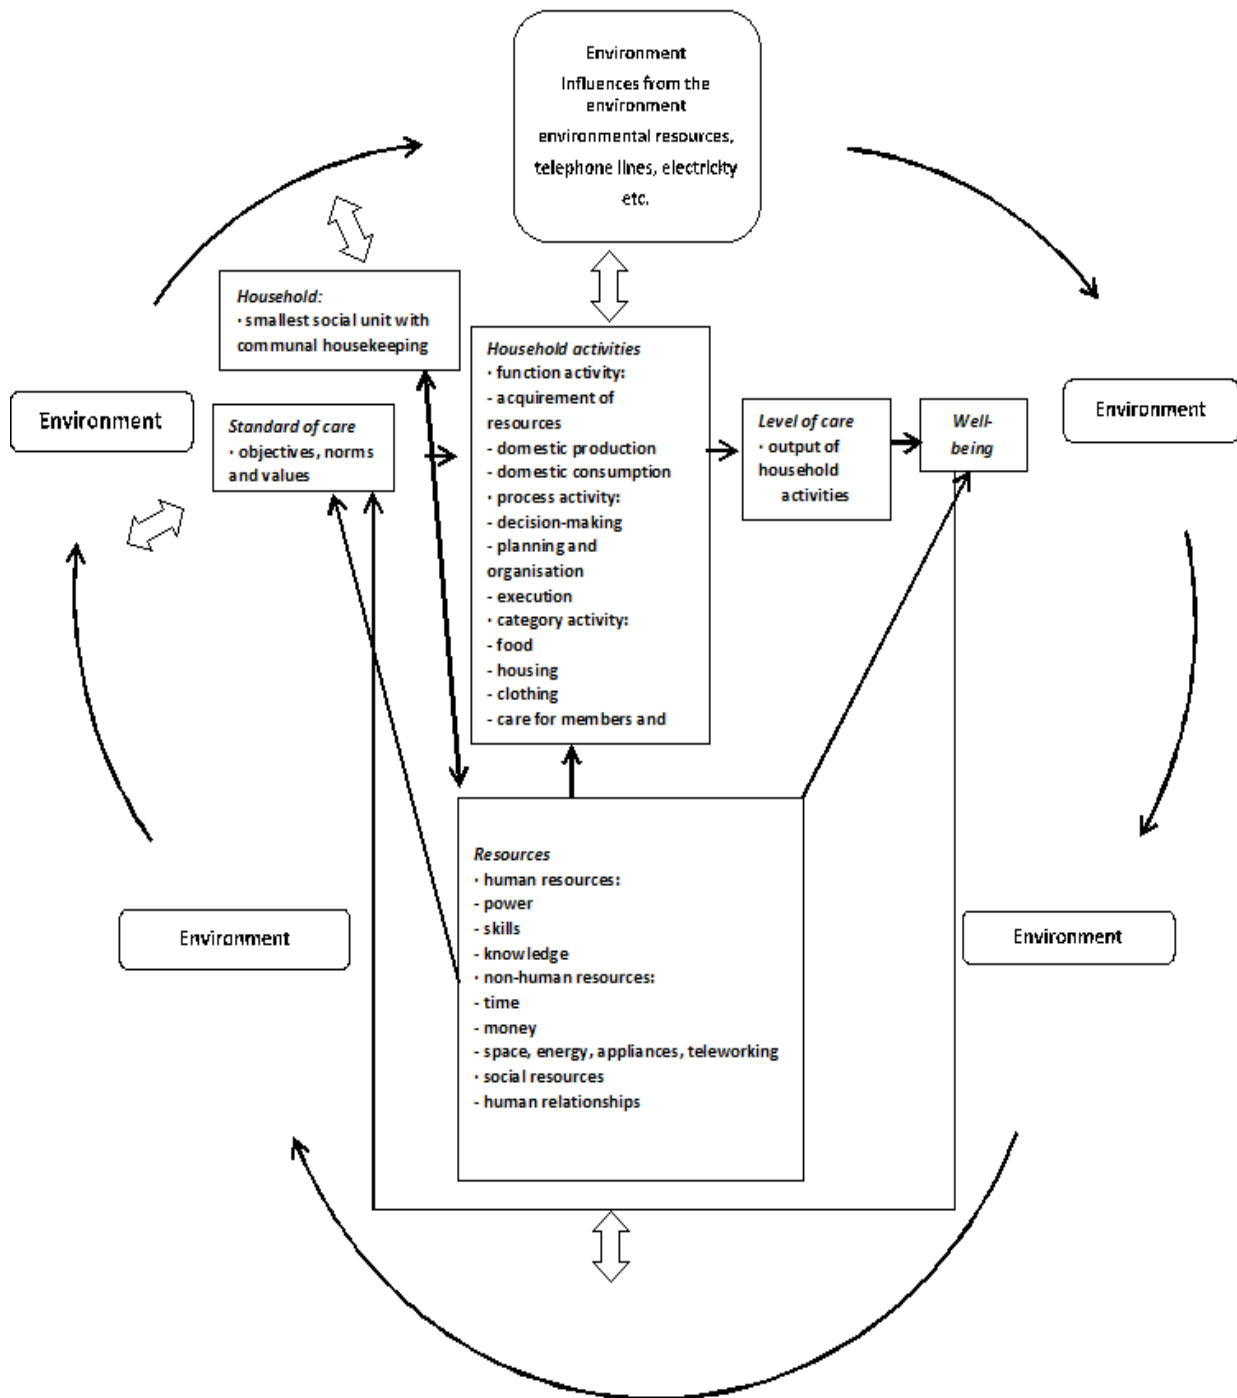 Environment
Influences from the
environment
environmental resources,
telephone lines, electricity
etc.
Household:
· smallest social unit with
communal housekeeping
Household activities
· function activity:
- acquirement of
resources
- domestic production
- domestic consumption
· process activity:
- decision-making
- planning and
organisation
- execution
· category activity:
- food
- housing
- clothing
- care for members and
Environment
Standard of care
· objectives, norms
and values
Level of care
· output of
household
activities
Well-
being
Environment
Resources
· human resources:
- power
- skills
- knowledge
· non-human resources:
- time
- money
- space, energy, appliances, teleworking
· social resources
- human relationships
Environment
Environment